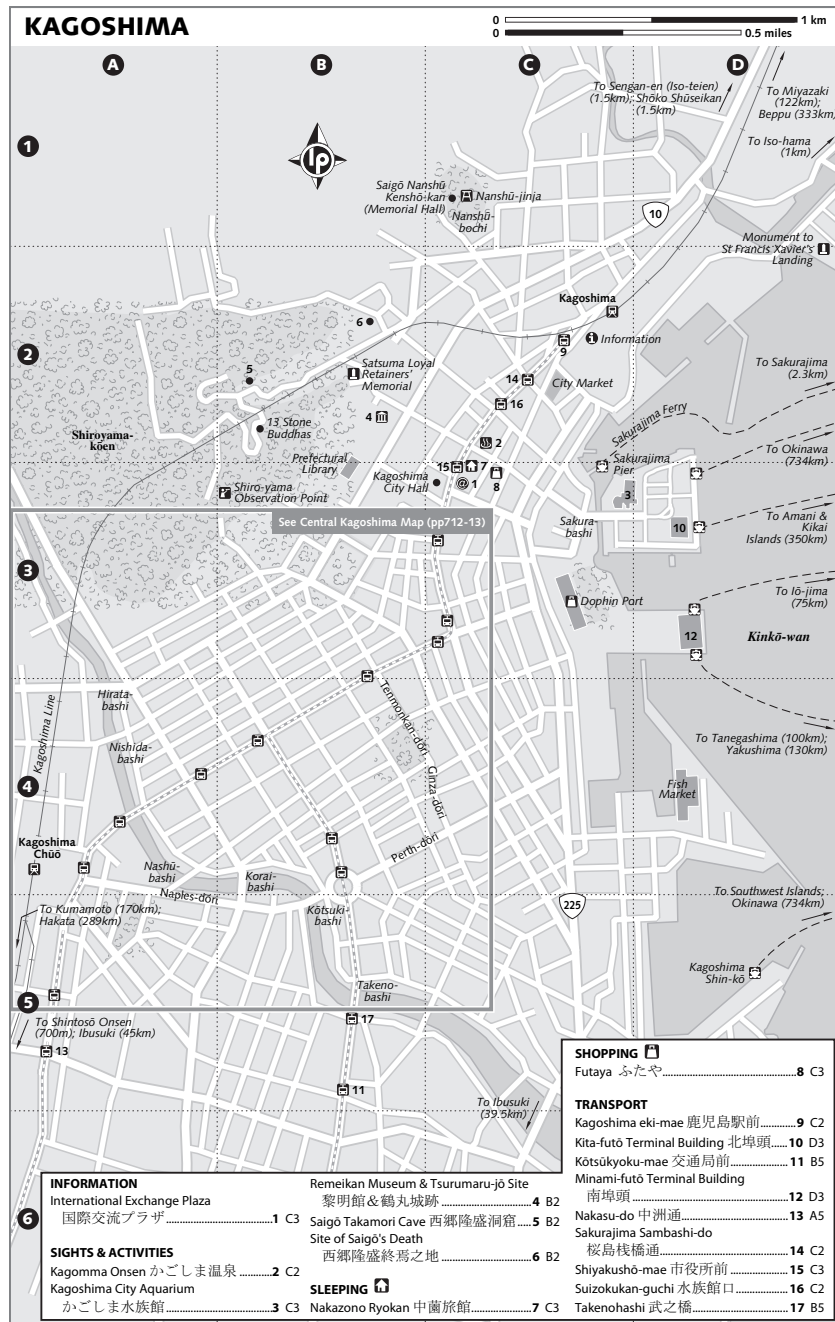 KAGOSHIMA
0 1 km
0 0.5 miles
A
B
C
D
1
lp
To Sengan-en (Iso-teien)
(1.5km); Shōko Shūseikan
(1.5km)
To Miyazaki
(122km);
Beppu (333km)
To Iso-hama
(1km)
Saigō Nanshū
Kenshō-kan
(Memorial Hall)
Nanshū-jinja
Nanshū-
bochi
10
Monument to
St Francis Xavier's
Landing
Kagoshima
2
6
Information
9
5
Satsuma Loyal
Retainers'
Memorial
14
City Market
To Sakurajima
(2.3km)
16
4
13 Stone
Buddhas
Shiroyama-
kōen
2
Sakurajima Ferry
Prefectural
Library
15
7
Kagoshima
City Hall
1
8
Sakurajima
Pier
To Okinawa
(734km)
Shiro-yama
Observation Point
3
See Central Kagoshima Map (pp712-13)
Sakura-
bashi
10
To Amani &
Kikai
Islands (350km)
3
Dophin Port
To Iō-jima
(75km)
12
Kinkō-wan
Hirata-
bashi
Kagoshima Line
Tenmonkan-dōri
Nishida-
bashi
Ginza-dōri
To Tanegashima (100km);
Yakushima (130km)
4
Fish
Market
Kagoshima
Chūō
Perth-dōri
Nashū-
bashi
Korai-
bashi
Naples-dōri
Kōtsuki-
bashi
To Kumamoto (170km);
Hakata (289km)
225
To Southwest Islands;
Okinawa (734km)
Kagoshima
Shin-kō
Takeno-
bashi
5
To Shintosō Onsen
(700m); Ibusuki (45km)
17
13
11
To Ibusuki
(39.5km)
6
INFORMATION
International Exchange Plaza
国際交流プラザ 1 C3
SIGHTS & ACTIVITIES
Kagomma Onsen かごしま温泉 2 C2
Kagoshima City Aquarium
かごしま水族館 3 C3
Remeikan Museum & Tsurumaru-jō Site
黎明館&鶴丸城跡 4 B2
Saigō Takamori Cave 西郷隆盛洞窟 5 B2
Site of Saigō's Death
西郷隆盛終焉之地 6 B2
SLEEPING
Nakazono Ryokan 中薗旅館 7 C3
SHOPPING
Futaya ふたや 8 C3
TRANSPORT
Kagoshima eki-mae 鹿児島駅前 9 C2
Kita-futō Terminal Building 北埠頭 10 D3
Kōtsūkyoku-mae 交通局前 11 B5
Minami-futō Terminal Building
南埠頭 12 D3
Nakasu-do 中洲通 13 A5
Sakurajima Sambashi-do
桜島桟橋通 14 C2
Shiyakushō-mae 市役所前 15 C3
Suizokukan-guchi 水族館口 16 C2
Takenohashi 武之橋 17 B5